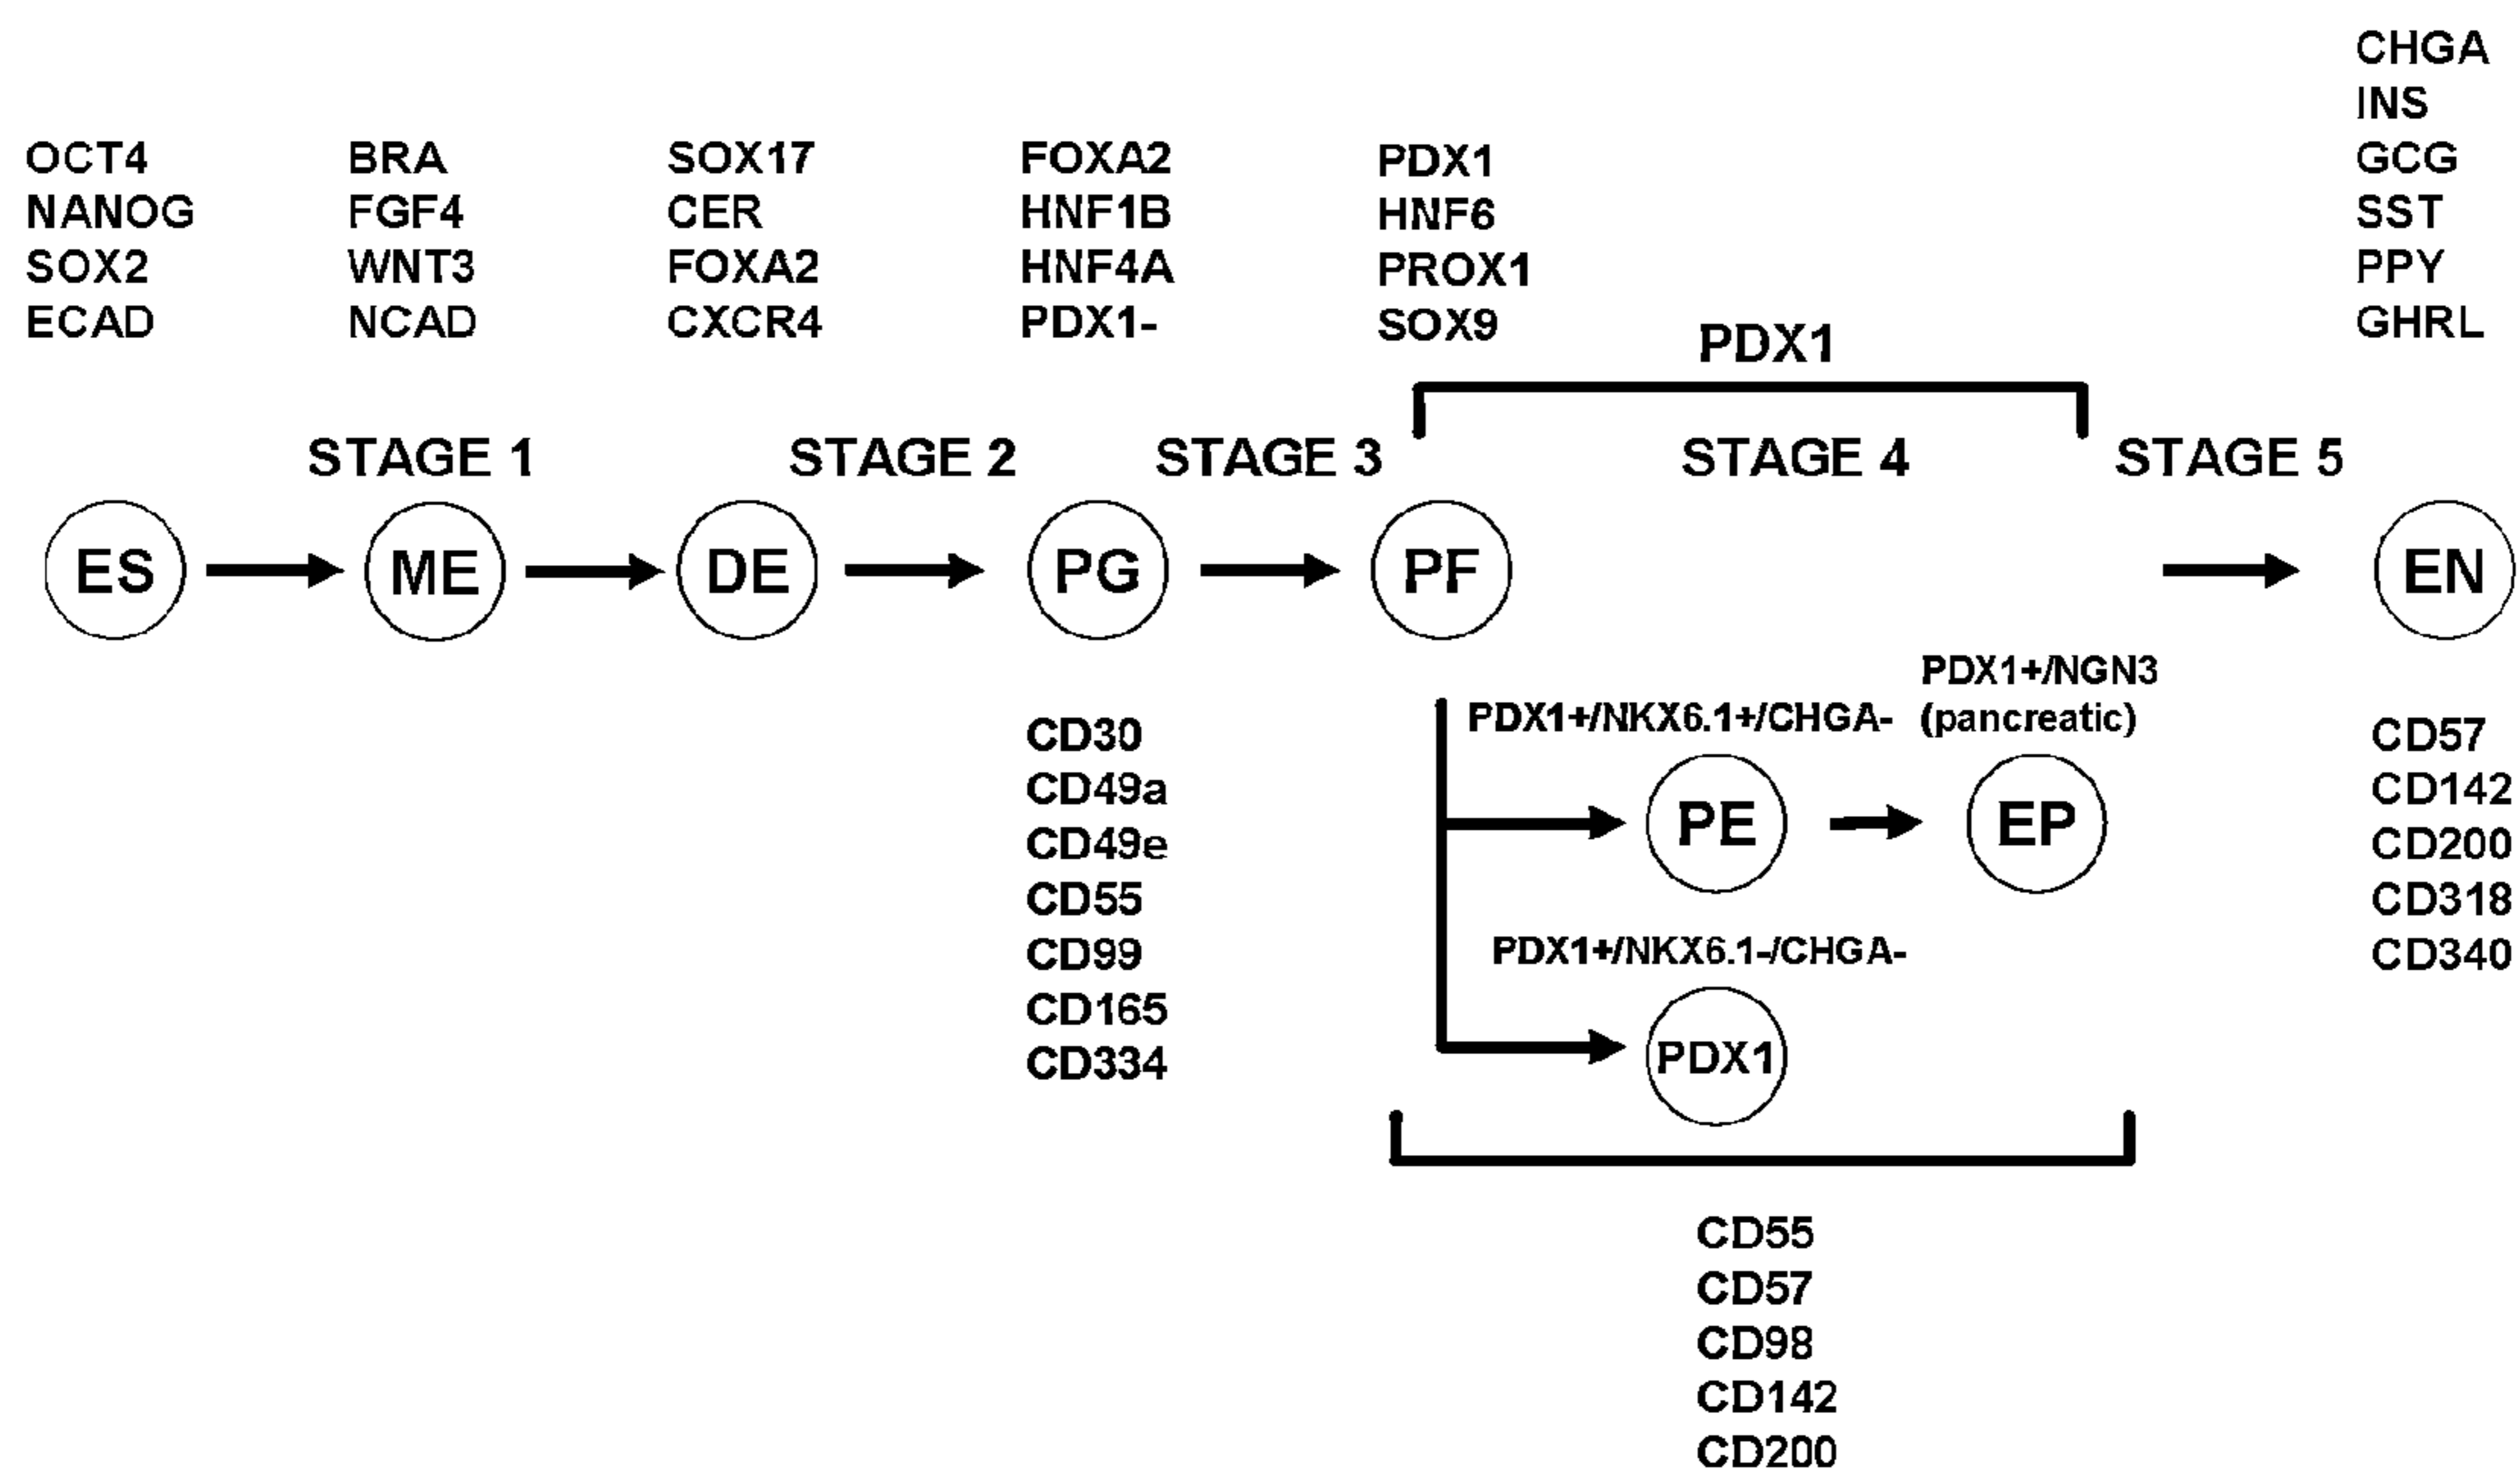 OCT4
NANOG
SOX2
ECAD
BRA
FGF4
WNT3
NCAD
SOX17
CER
FOXA2
CXCR4
FOXA2
HNF1B
HNF4A
PDX1-
PDX1
HNF6
PROX1
SOX9
PDX1
CHGA
INS
GCG
SST
PPY
GHRL
STAGE 1
STAGE 2
STAGE 3
STAGE 4
STAGE 5
ES
ME
DE
PG
PF
EN
CD30
CD49a
CD49e
CD55
CD99
CD165
CD334
PDX1+/NKX6.1+/CHGA-
PDX1+/NGN3
(pancreatic)
PE
EP
PDX1+/NKX6.1-/CHGA-
PDX1
CD57
CD142
CD200
CD318
CD340
CD55
CD57
CD98
CD142
CD200